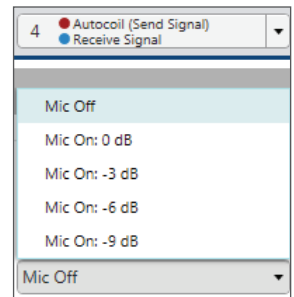 4
Autocoil (Send Signal)
Receive Signal
Mic Off
Mic On: 0 dB
Mic On: -3 dB
Mic On: -6 dB
Mic On: -9 dB
Mic Off